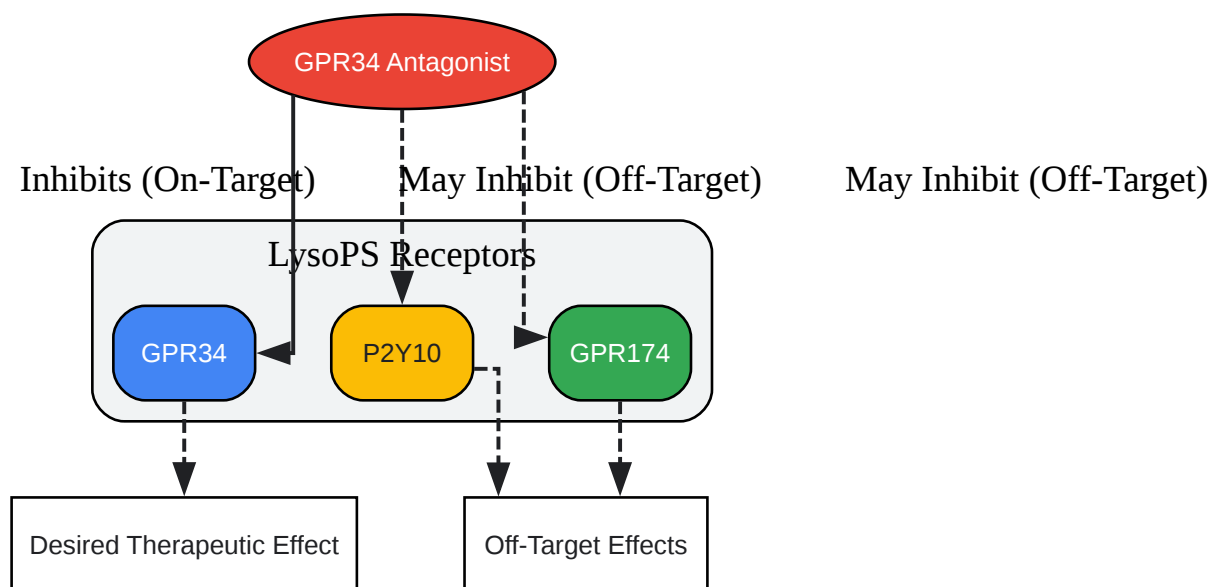 GPR34 Antagonist
Inhibits (On-Target)
May Inhibit (Off-Target)
May Inhibit (Off-Target)
LysoPS Receptors
GPR34
P2Y10
GPR174
Desired Therapeutic Effect
Off-Target Effects